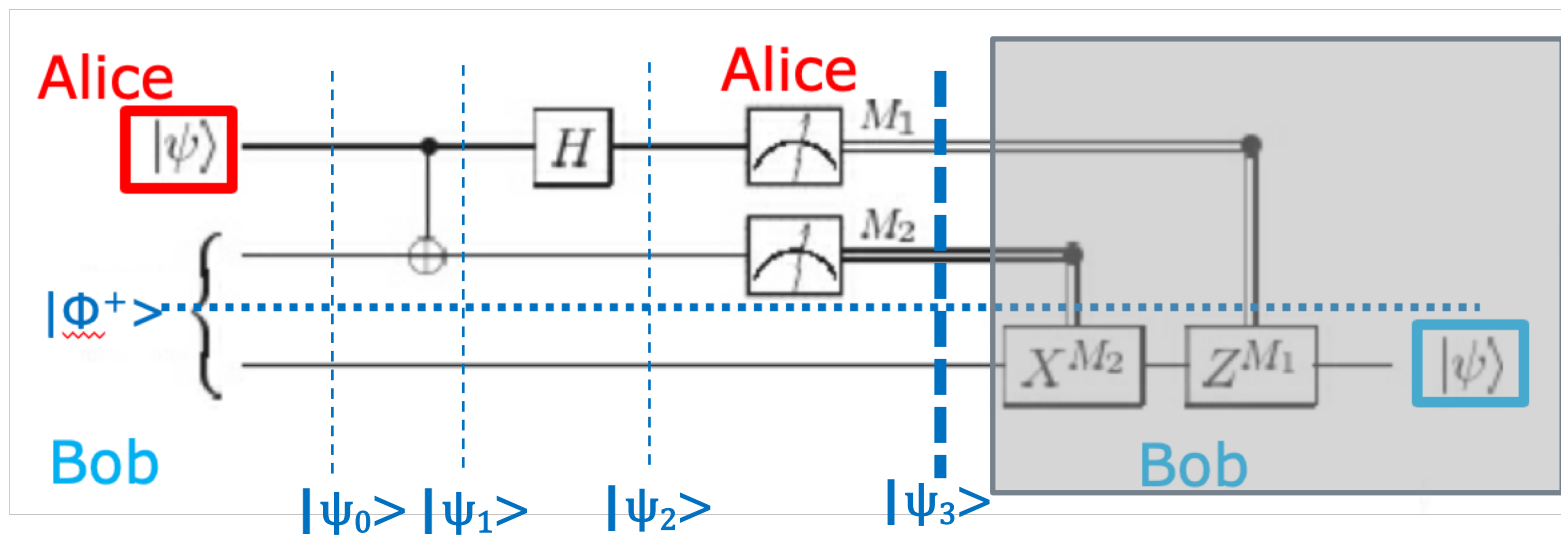 Alice
Alice
|ψ⟩
H
M₁
M₂
|Φ⁺>
X^M₂
Z^M₁
|ψ⟩
Bob
Bob
|ψ₀>
|ψ₁>
|ψ₂>
|ψ₃>